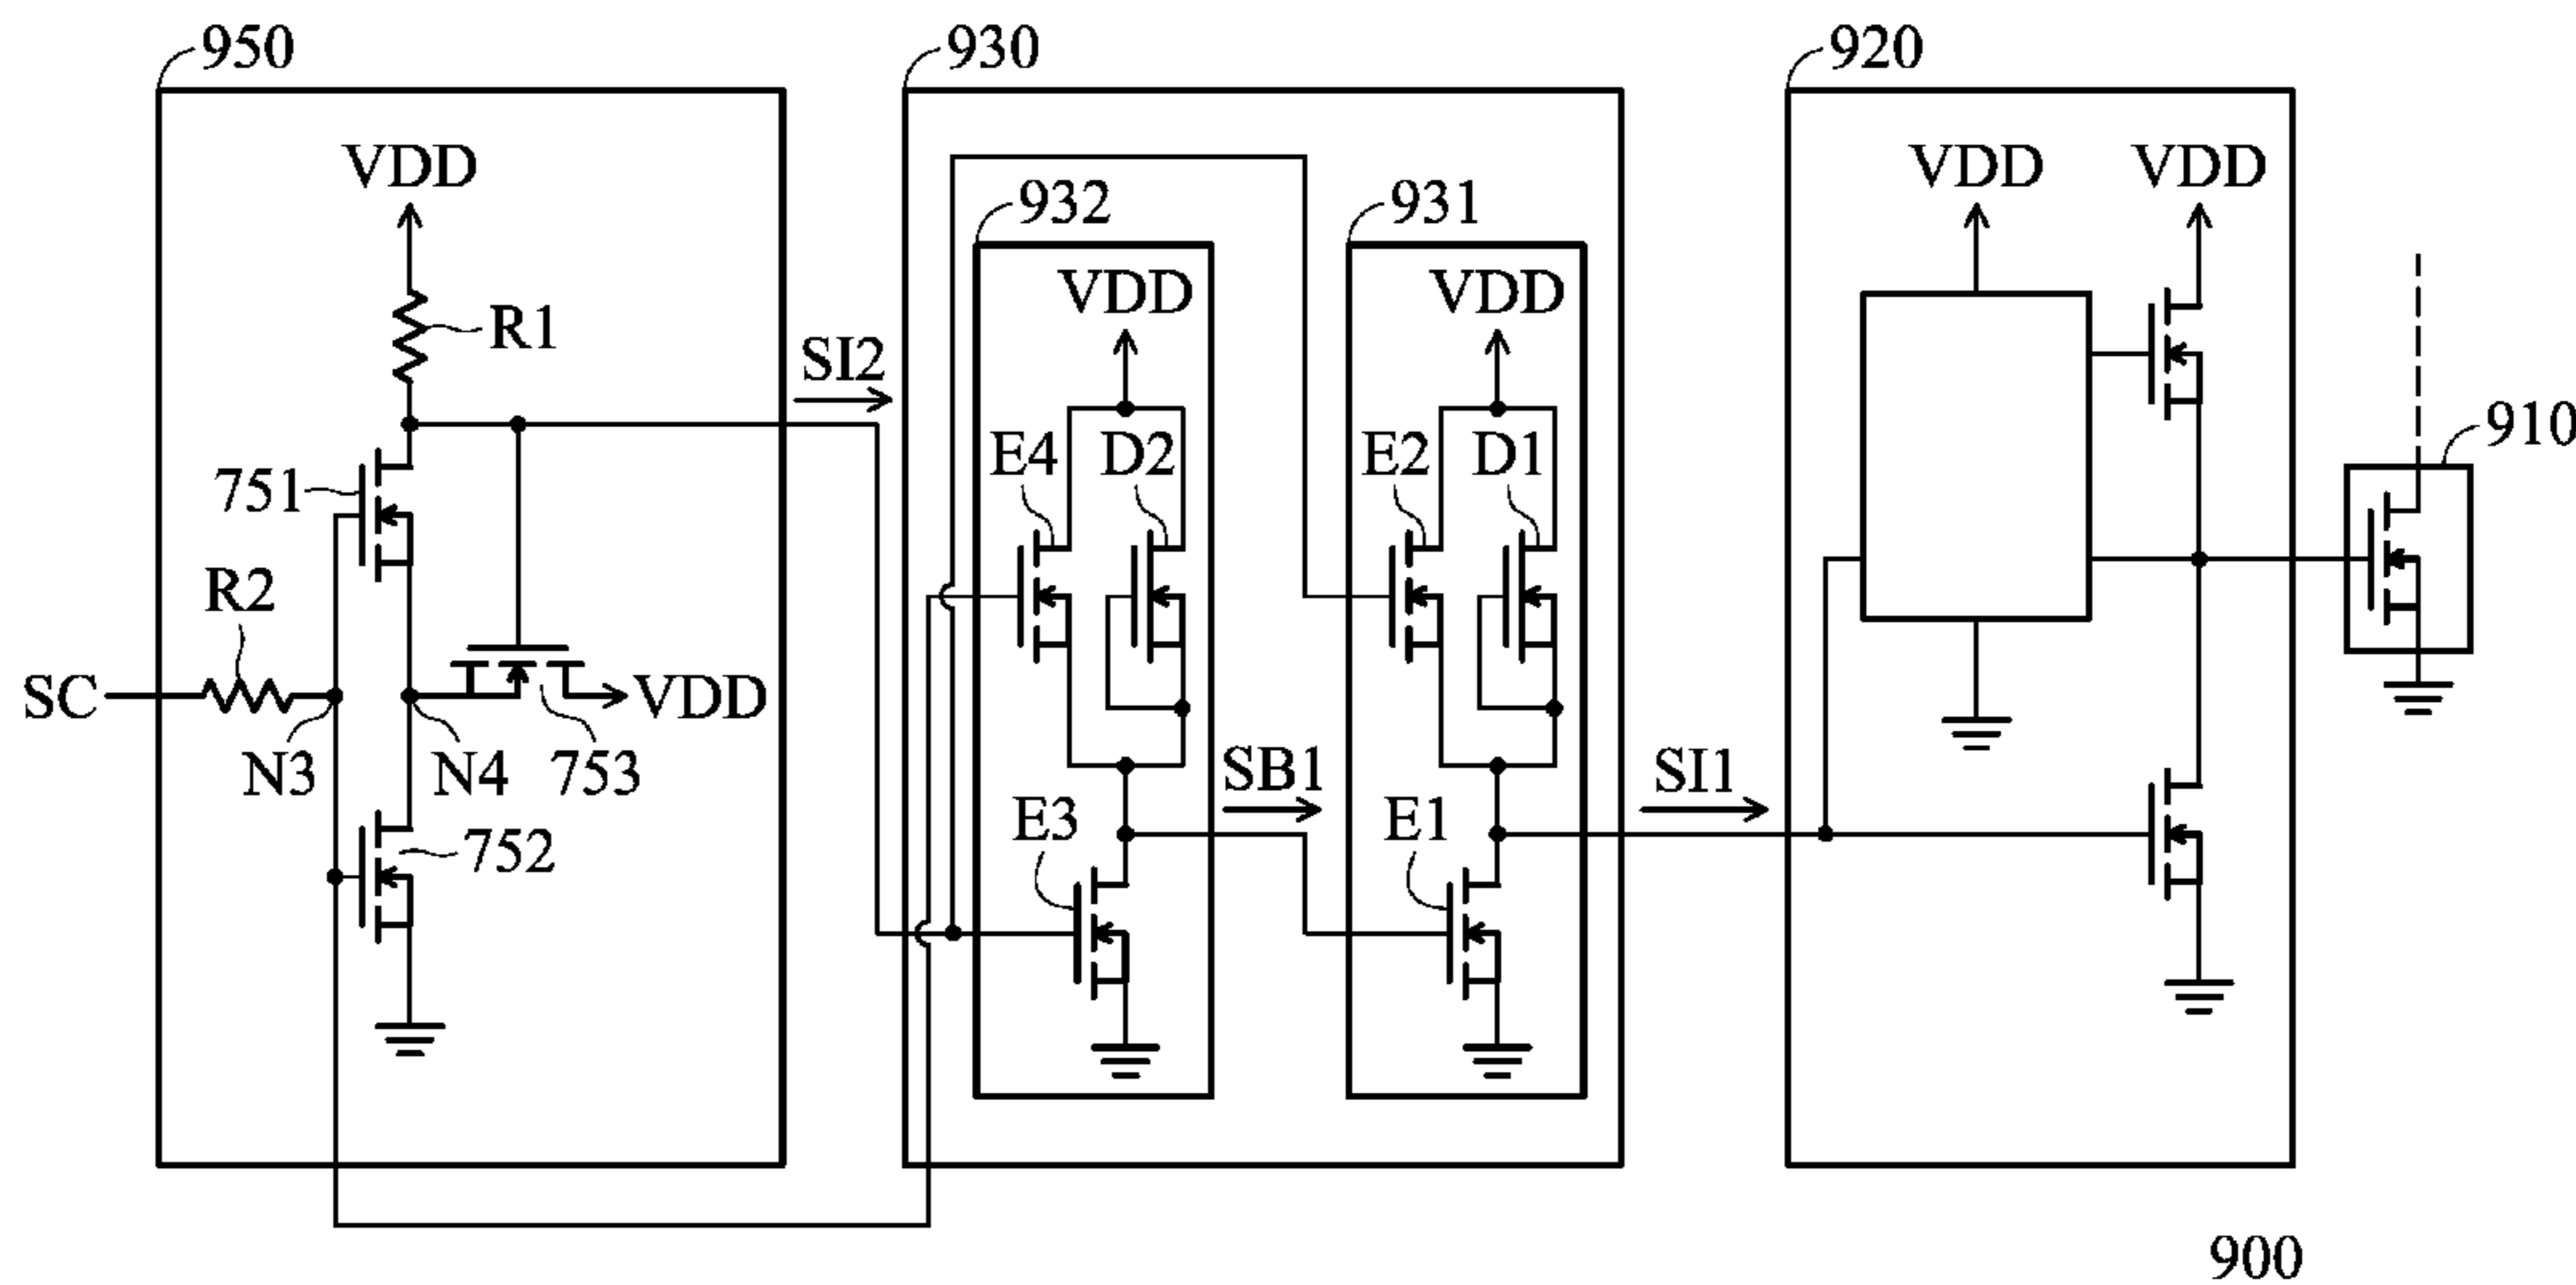 950
930
920
VDD
VDD
VDD
932
931
VDD
VDD
R1
SI2
910
E4
D2
E2
D1
751
R2
SC
VDD
N3
N4
753
SB1
SI1
E3
E1
752
900